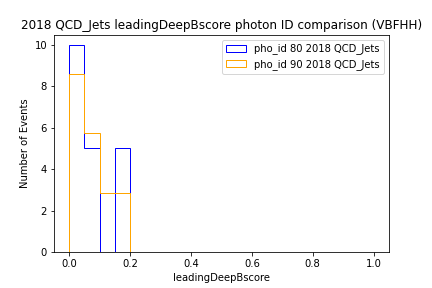 2018 QCD_Jets leadingDeepBscore photon ID comparison (VBFHH)
pho_id 80 2018 QCD_Jets
pho_id 90 2018 QCD_Jets
Number of Events
10
8
6
4
2
0
0.0 0.2 0.4 0.6 0.8 1.0
leadingDeepBscore